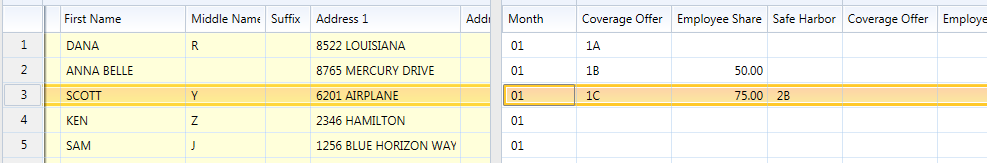 First Name Middle Name Suffix Address 1 Addr Month Coverage Offer Employee Share Safe Harbor Coverage Offer Employe
1 DANA R 8522 LOUISIANA 01 1A
2 ANNA BELLE 8765 MERCURY DRIVE 01 1B 50.00
3 SCOTT Y 6201 AIRPLANE 01 1C 75.00 2B
4 KEN Z 2346 HAMILTON 01
5 SAM J 1256 BLUE HORIZON WAY 01